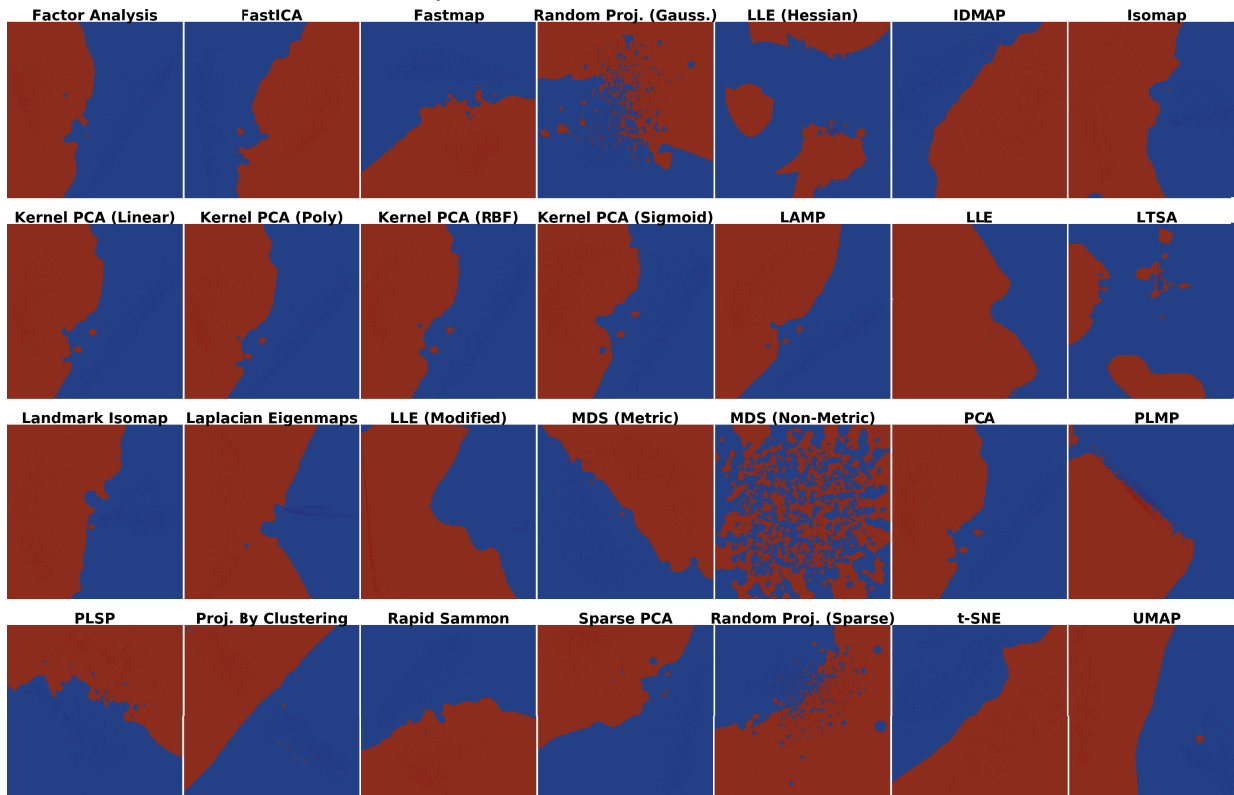 Factor Analysis FastICA Fastmap Random Proj. (Gauss.) LLE (Hessian) IDMAP Isomap
Kernel PCA (Linear) Kernel PCA (Poly) Kernel PCA (RBF) Kernel PCA (Sigmoid) LAMP LLE LTSA
Landmark Isomap Laplacian Eigenmaps LLE (Modified) MDS (Metric) MDS (Non-Metric) PCA PLMP
PLSP Proj. By Clustering Rapid Sammon Sparse PCA Random Proj. (Sparse) t-SNE UMAP